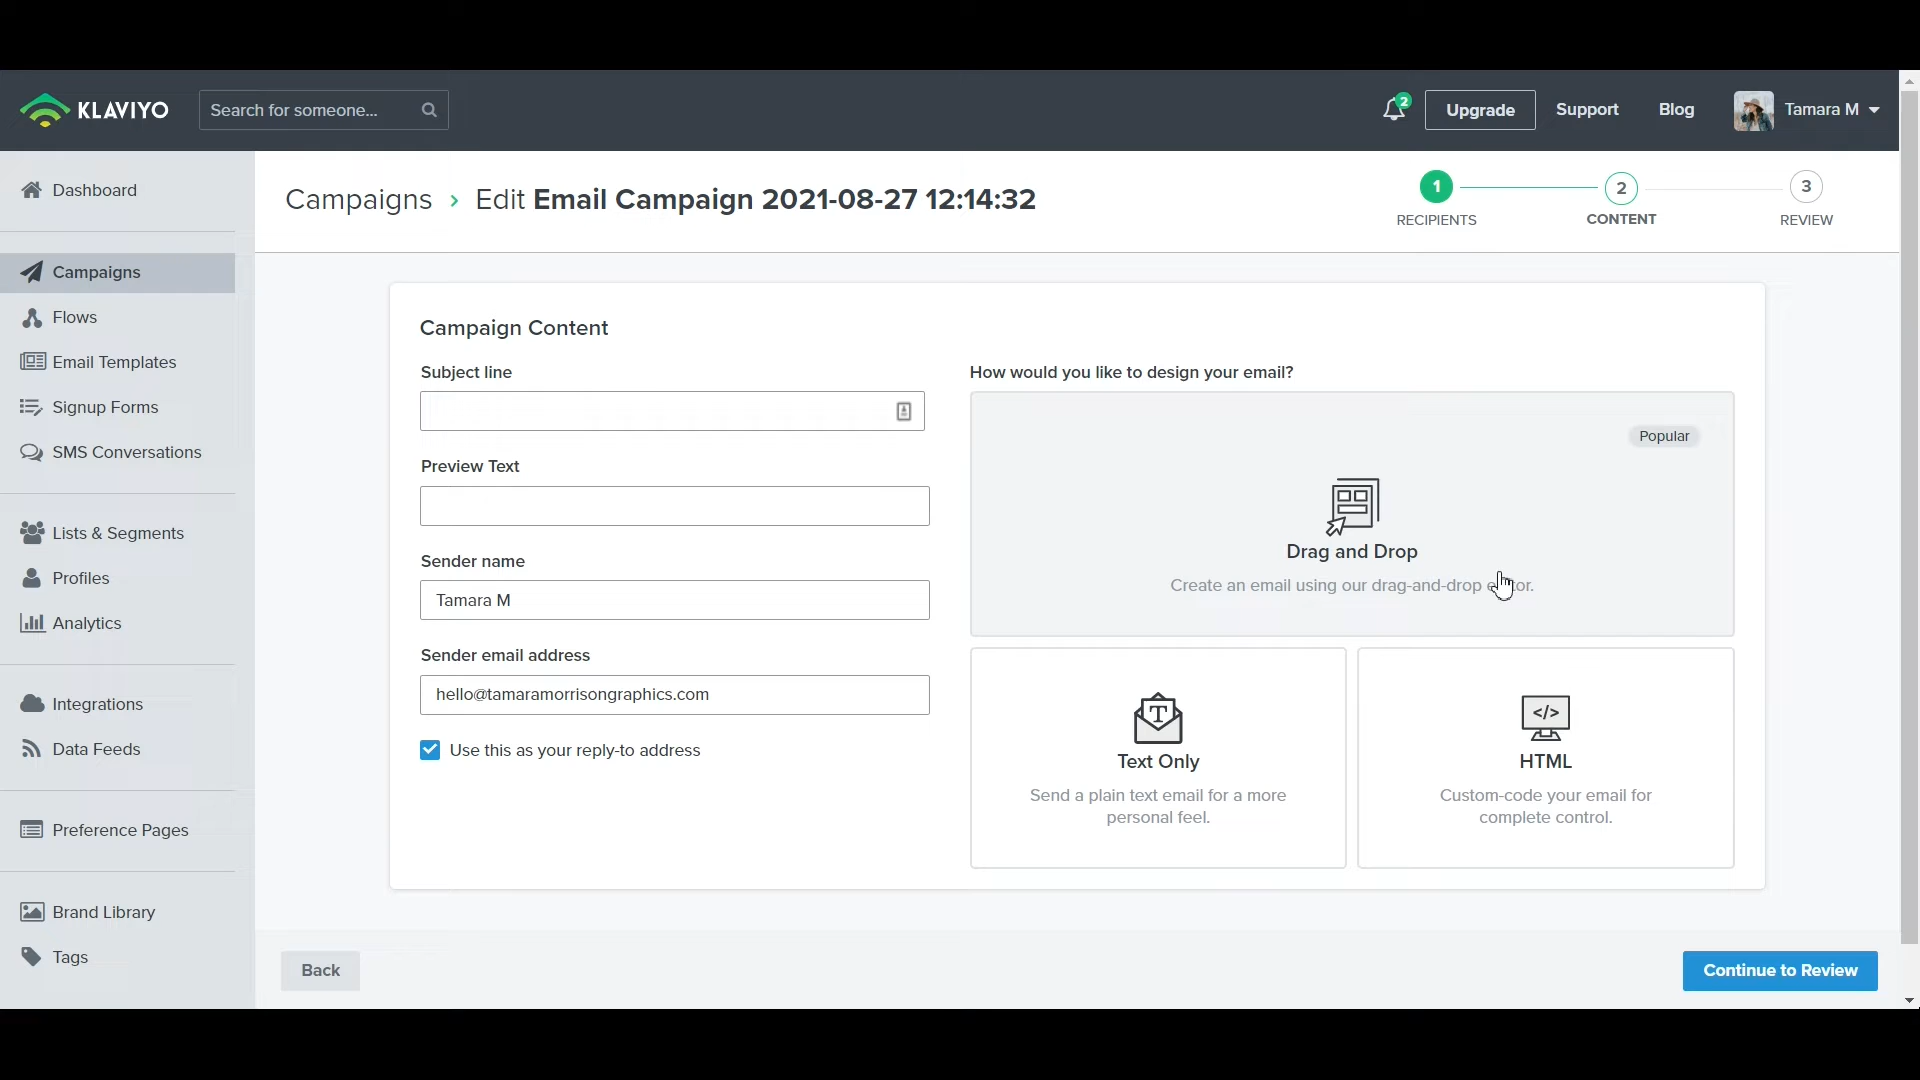 KLAVIYO
Search for someone...
2
Upgrade
Support
Blog
Tamara M
Dashboard
Campaigns
Flows
Email Templates
Signup Forms
SMS Conversations
Lists & Segments
Profiles
Analytics
Integrations
Data Feeds
Preference Pages
Brand Library
Tags
Campaigns › Edit Email Campaign 2021-08-27 12:14:32
1
RECIPIENTS
2
CONTENT
3
REVIEW
Campaign Content
Subject line
Preview Text
Sender name
Tamara M
Sender email address
hello@tamaramorrisongraphics.com
Use this as your reply-to address
How would you like to design your email?
Popular
Drag and Drop
Create an email using our drag-and-drop
T
Text Only
Send a plain text email for a more
personal feel.
</>
HTML
Custom-code your email for
complete control.
Back
Continue to Review